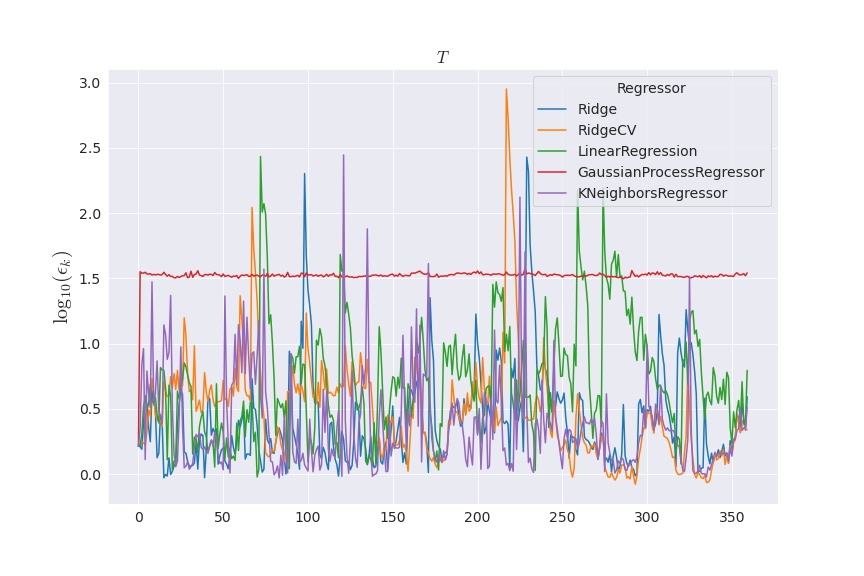 T
3.0
2.5
2.0
1.5
1.0
0.5
0.0
log₁₀(ϵₖ)
Regressor
Ridge
RidgeCV
LinearRegression
GaussianProcessRegressor
KNeighborsRegressor
0 50 100 150 200 250 300 350